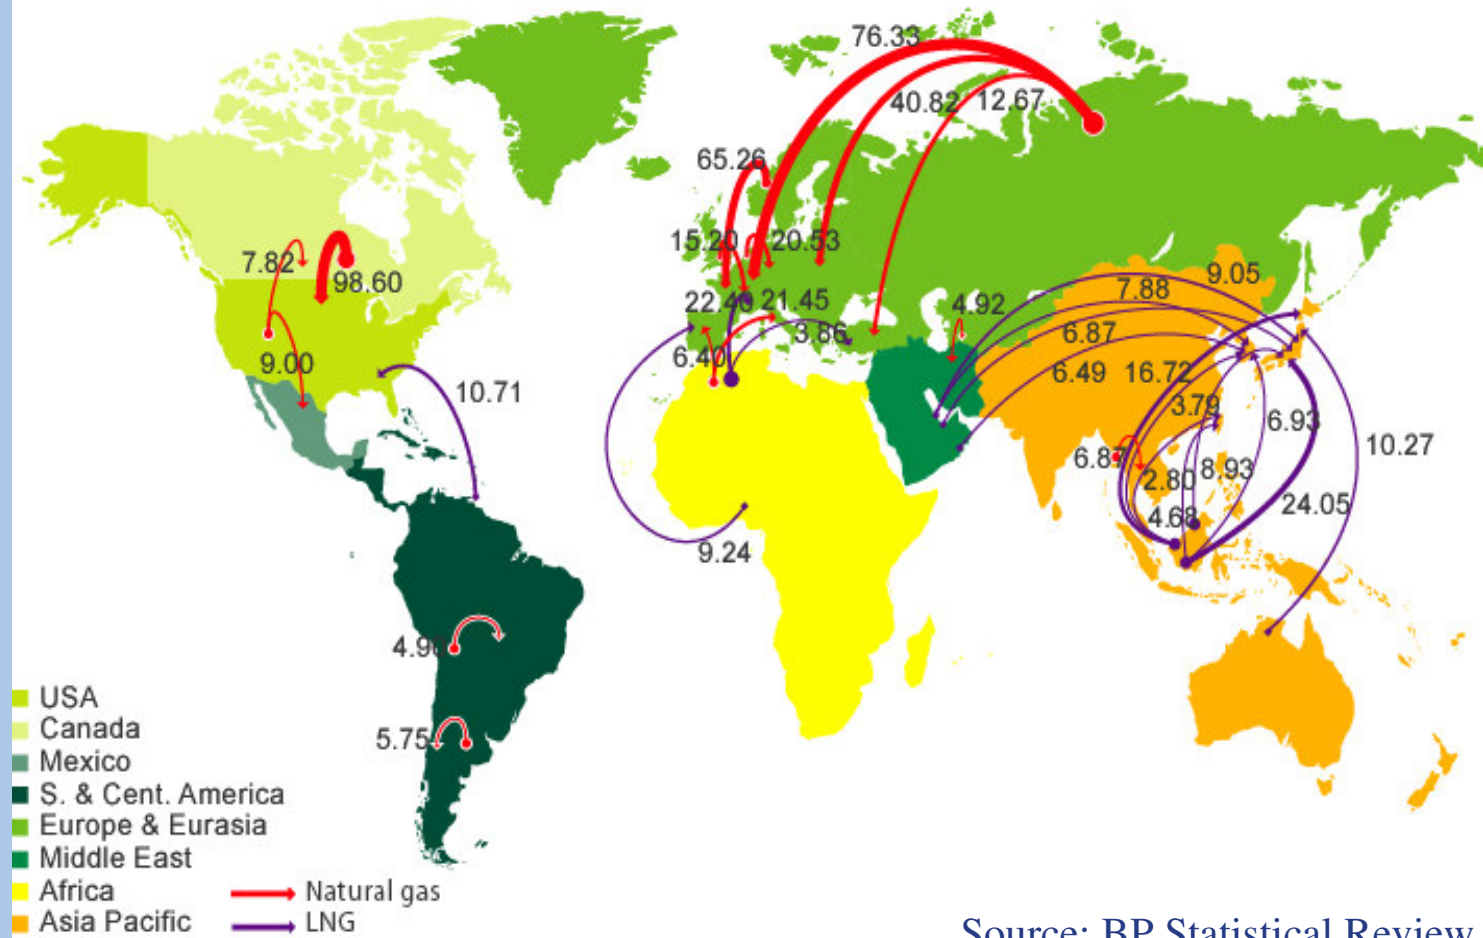 76.33
40.82
12.67
65.26
15.20
20.53
7.82
98.60
9.05
7.88
22.40
21.45
4.92
3.86
6.87
9.00
6.40
6.49
16.72
10.71
3.79
6.93
10.27
6.87
8.93
2.80
24.05
4.68
9.24
4.90
5.75
USA
Canada
Mexico
S. & Cent. America
Europe & Eurasia
Middle East
Africa
Natural gas
Asia Pacific
LNG
Source: BP Statistical Review